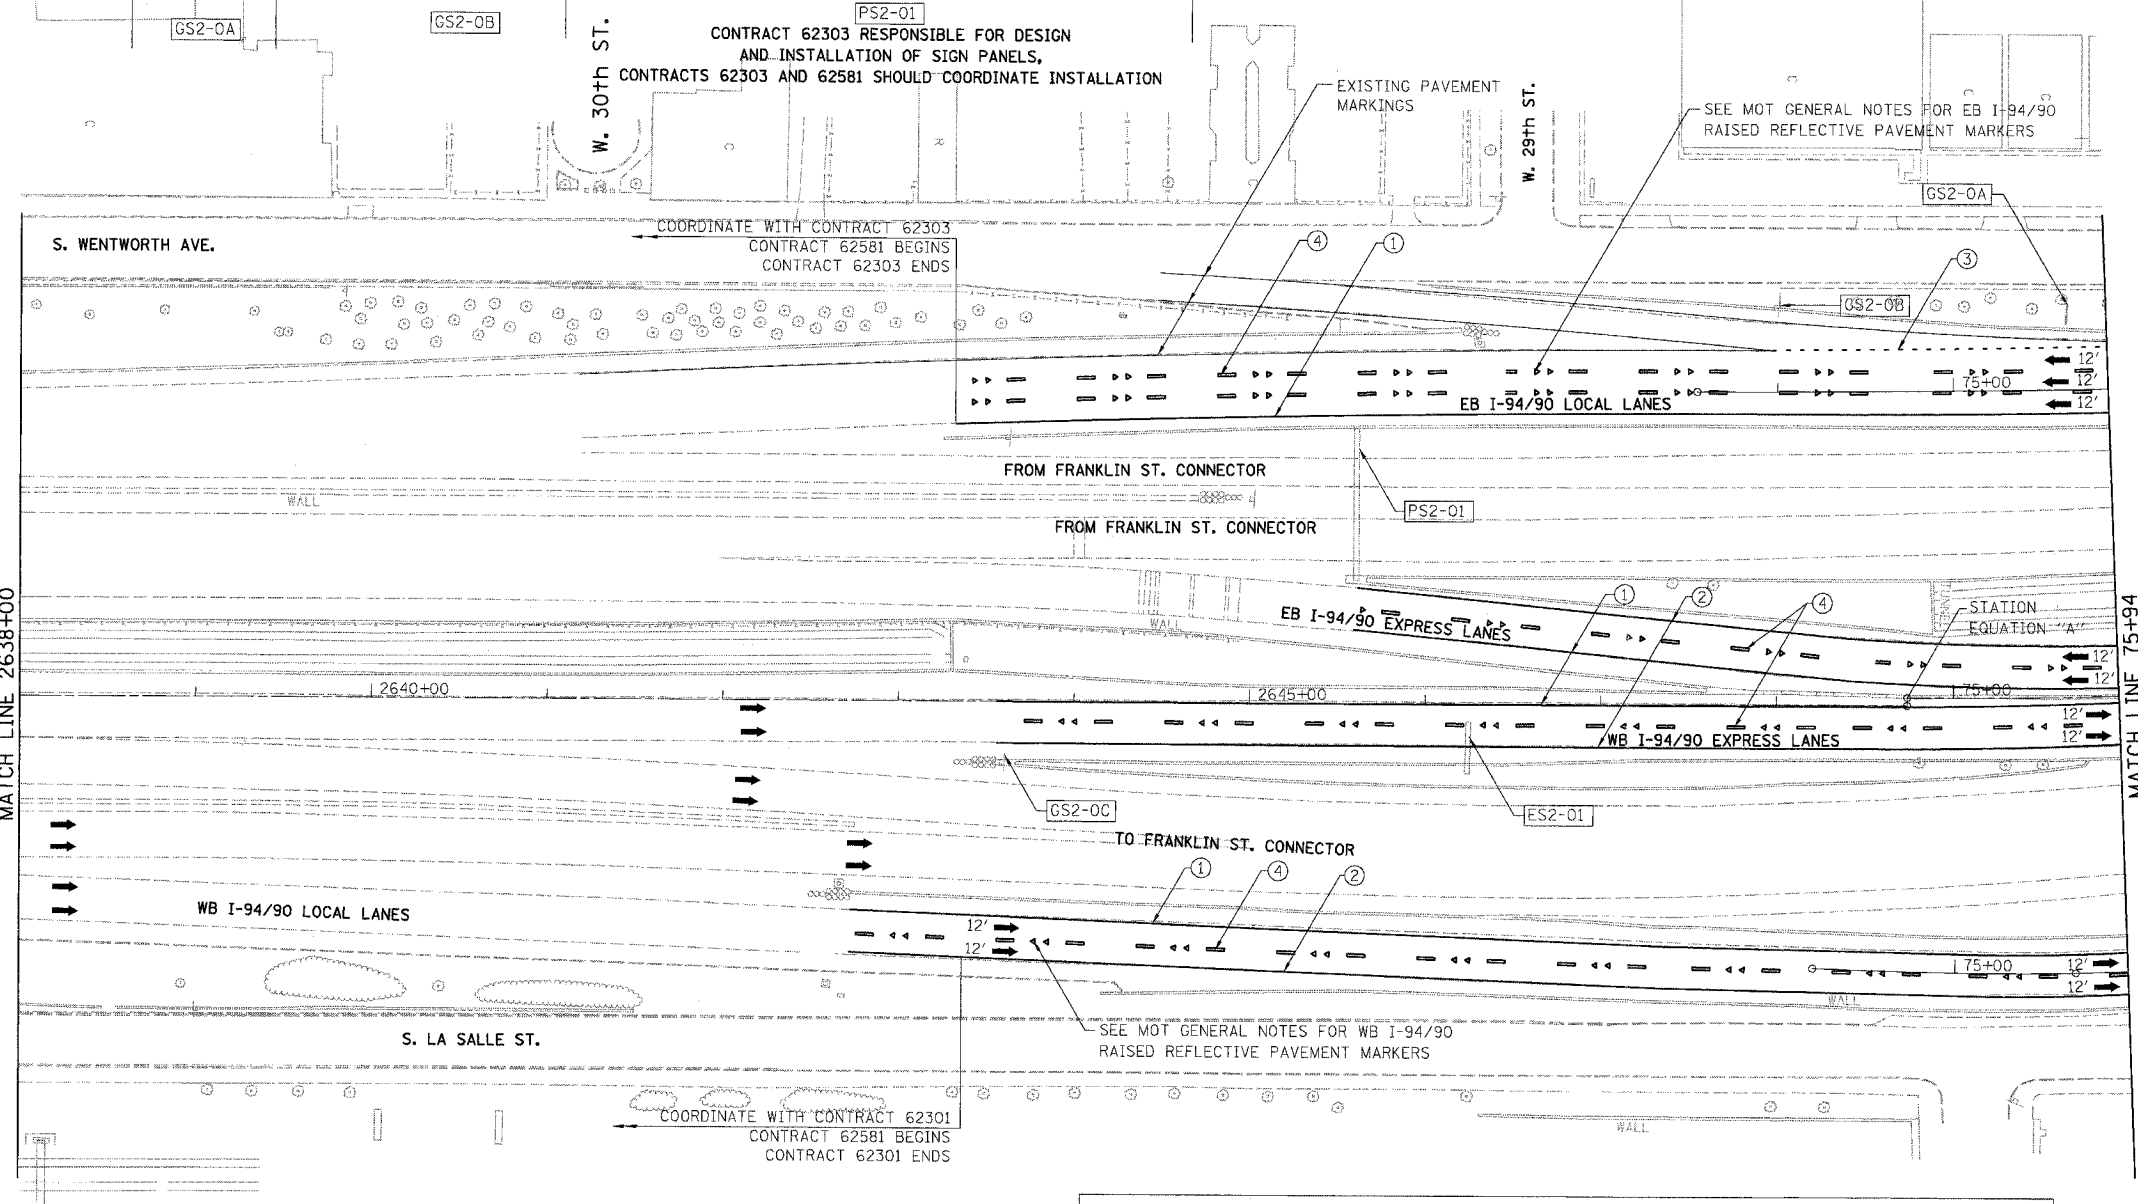 GS2-0A
GS2-0B
PS2-01
CONTRACT 62303 RESPONSIBLE FOR DESIGN
AND INSTALLATION OF SIGN PANELS,
CONTRACTS 62303 AND 62581 SHOULD COORDINATE INSTALLATION
W. 30th ST.
EXISTING PAVEMENT
MARKINGS
W. 29th ST.
SEE MOT GENERAL NOTES FOR EB I-94/90
RAISED REFLECTIVE PAVEMENT MARKERS
C
C
R
C
C
C
C
GS2-0A
S. WENTWORTH AVE.
COORDINATE WITH CONTRACT 62303
CONTRACT 62581 BEGINS
CONTRACT 62303 ENDS
4
1
3
GS2-0B
12'
75+00
12'
12'
EB I-94/90 LOCAL LANES
FROM FRANKLIN ST. CONNECTOR
WALL
PS2-01
FROM FRANKLIN ST. CONNECTOR
MATCH LINE 2638+00
MATCH LINE 75+94
1
2
4
STATION
EQUATION "A"
EB I-94/90 EXPRESS LANES
WALL
12'
12'
2640+00
2645+00
75+00
12'
12'
WB I-94/90 EXPRESS LANES
GS2-0C
ES2-01
TO FRANKLIN ST. CONNECTOR
1
4
2
WB I-94/90 LOCAL LANES
12'
12'
75+00
12'
12'
WALL
SEE MOT GENERAL NOTES FOR WB I-94/90
RAISED REFLECTIVE PAVEMENT MARKERS
S. LA SALLE ST.
COORDINATE WITH CONTRACT 62301
CONTRACT 62581 BEGINS
CONTRACT 62301 ENDS
WALL